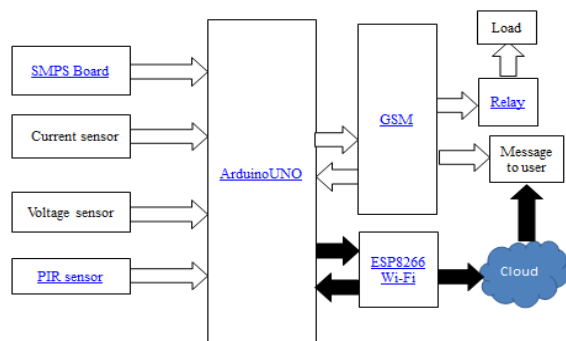 Load
SMPS Board
Relay
GSM
Current sensor
Message
to user
ArduinoUNO
Voltage sensor
ESP8266
Wi-Fi
PIR sensor
Cloud